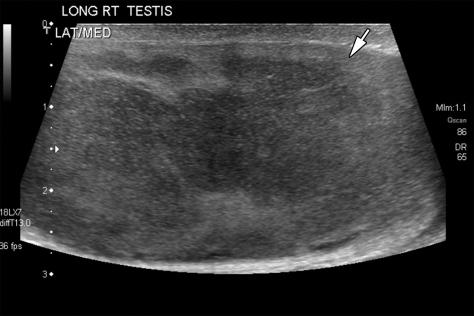 LONG RT TESTIS
LAT/MED
0
1
2
3
MIm:1.1
Qscan
86
DR
65
18LX7
diffT13.0
36 fps